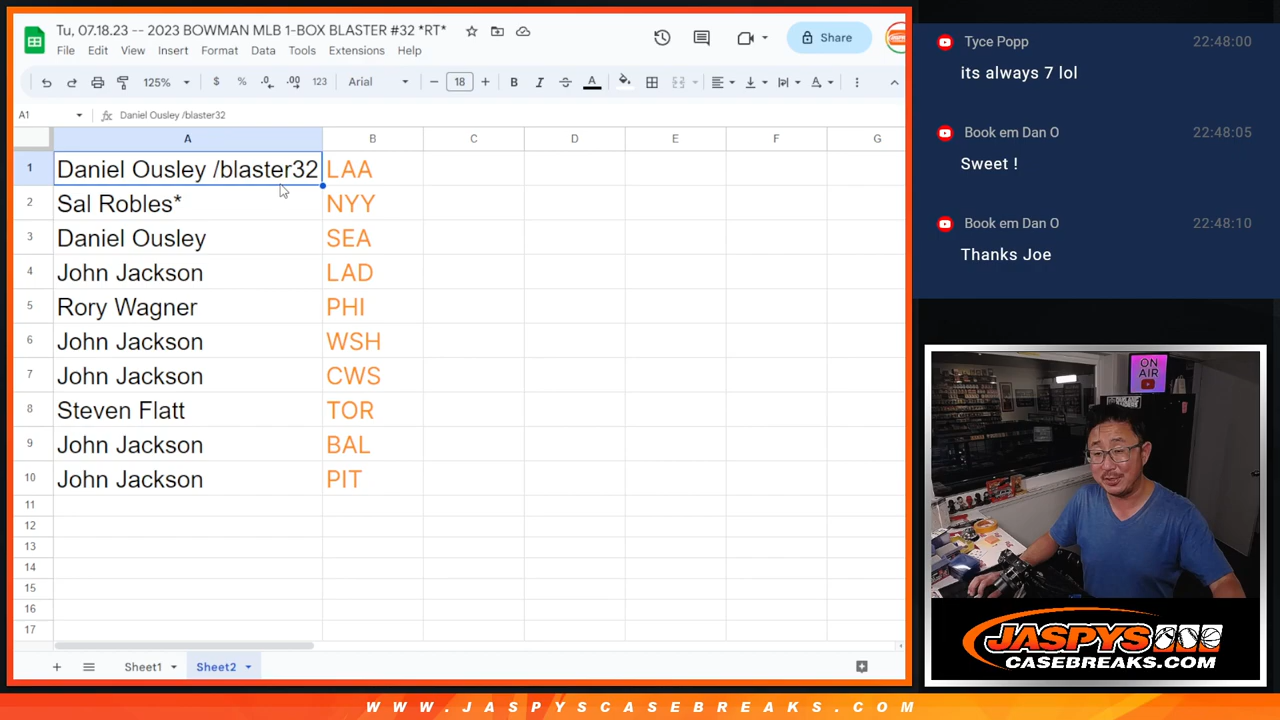 Tu, 07.18.23 -- 2023 BOWMAN MLB 1-BOX BLASTER #32 *RT*
File Edit View Insert Format Data Tools Extensions Help
Share
125% $ % .0 .00 123 Arial 18 B I A
A1 fx Daniel Ousley /blaster32
A B C D E F G
1 Daniel Ousley /blaster32 LAA
2 Sal Robles* NYY
3 Daniel Ousley SEA
4 John Jackson LAD
5 Rory Wagner PHI
6 John Jackson WSH
7 John Jackson CWS
8 Steven Flatt TOR
9 John Jackson BAL
10 John Jackson PIT
11
12
13
14
15
16
17
Sheet1 Sheet2
Tyce Popp 22:48:00
its always 7 lol
Book em Dan O 22:48:05
Sweet !
Book em Dan O 22:48:10
Thanks Joe
ON
AIR
JASPYS
CASEBREAKS.COM
WWW.JASPYSCASEBREAKS.COM